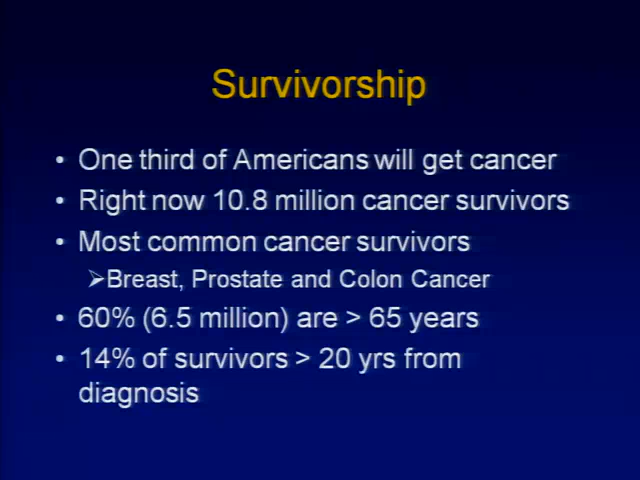 Survivorship
• One third of Americans will get cancer
• Right now 10.8 million cancer survivors
• Most common cancer survivors
➢Breast, Prostate and Colon Cancer
• 60% (6.5 million) are > 65 years
• 14% of survivors > 20 yrs from
diagnosis